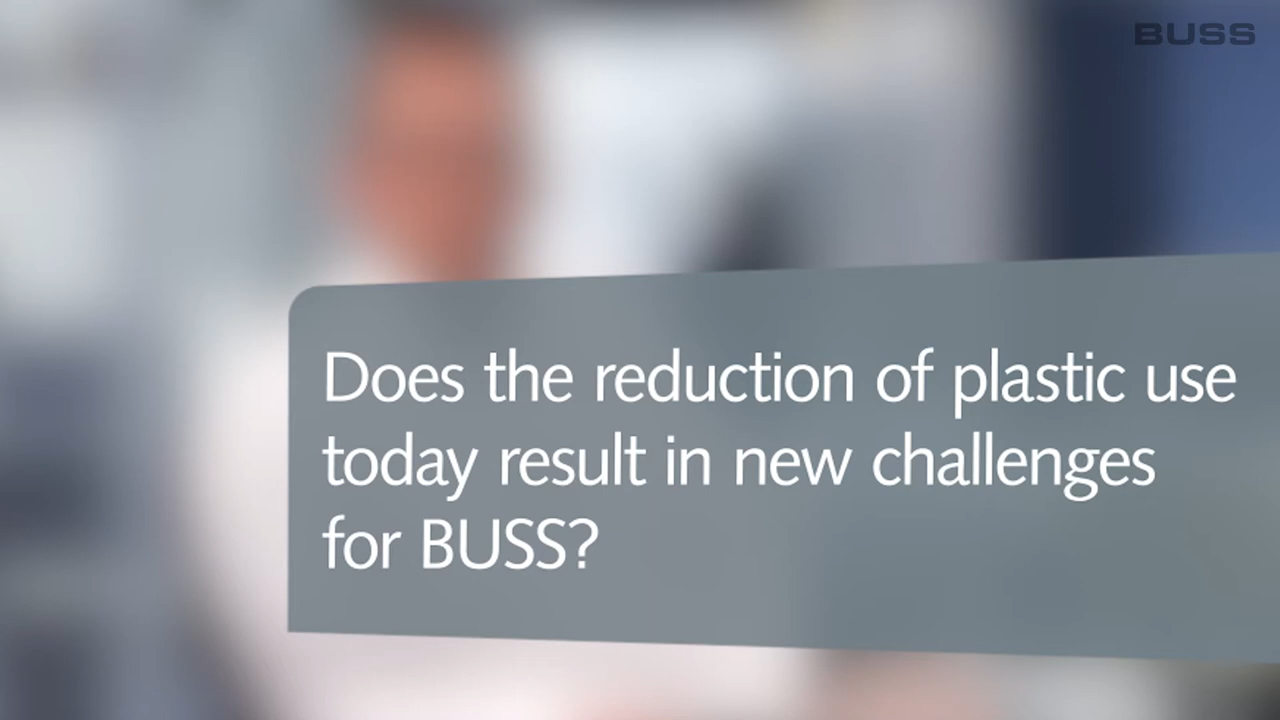 BUSS
Does the reduction of plastic use
today result in new challenges
for BUSS?